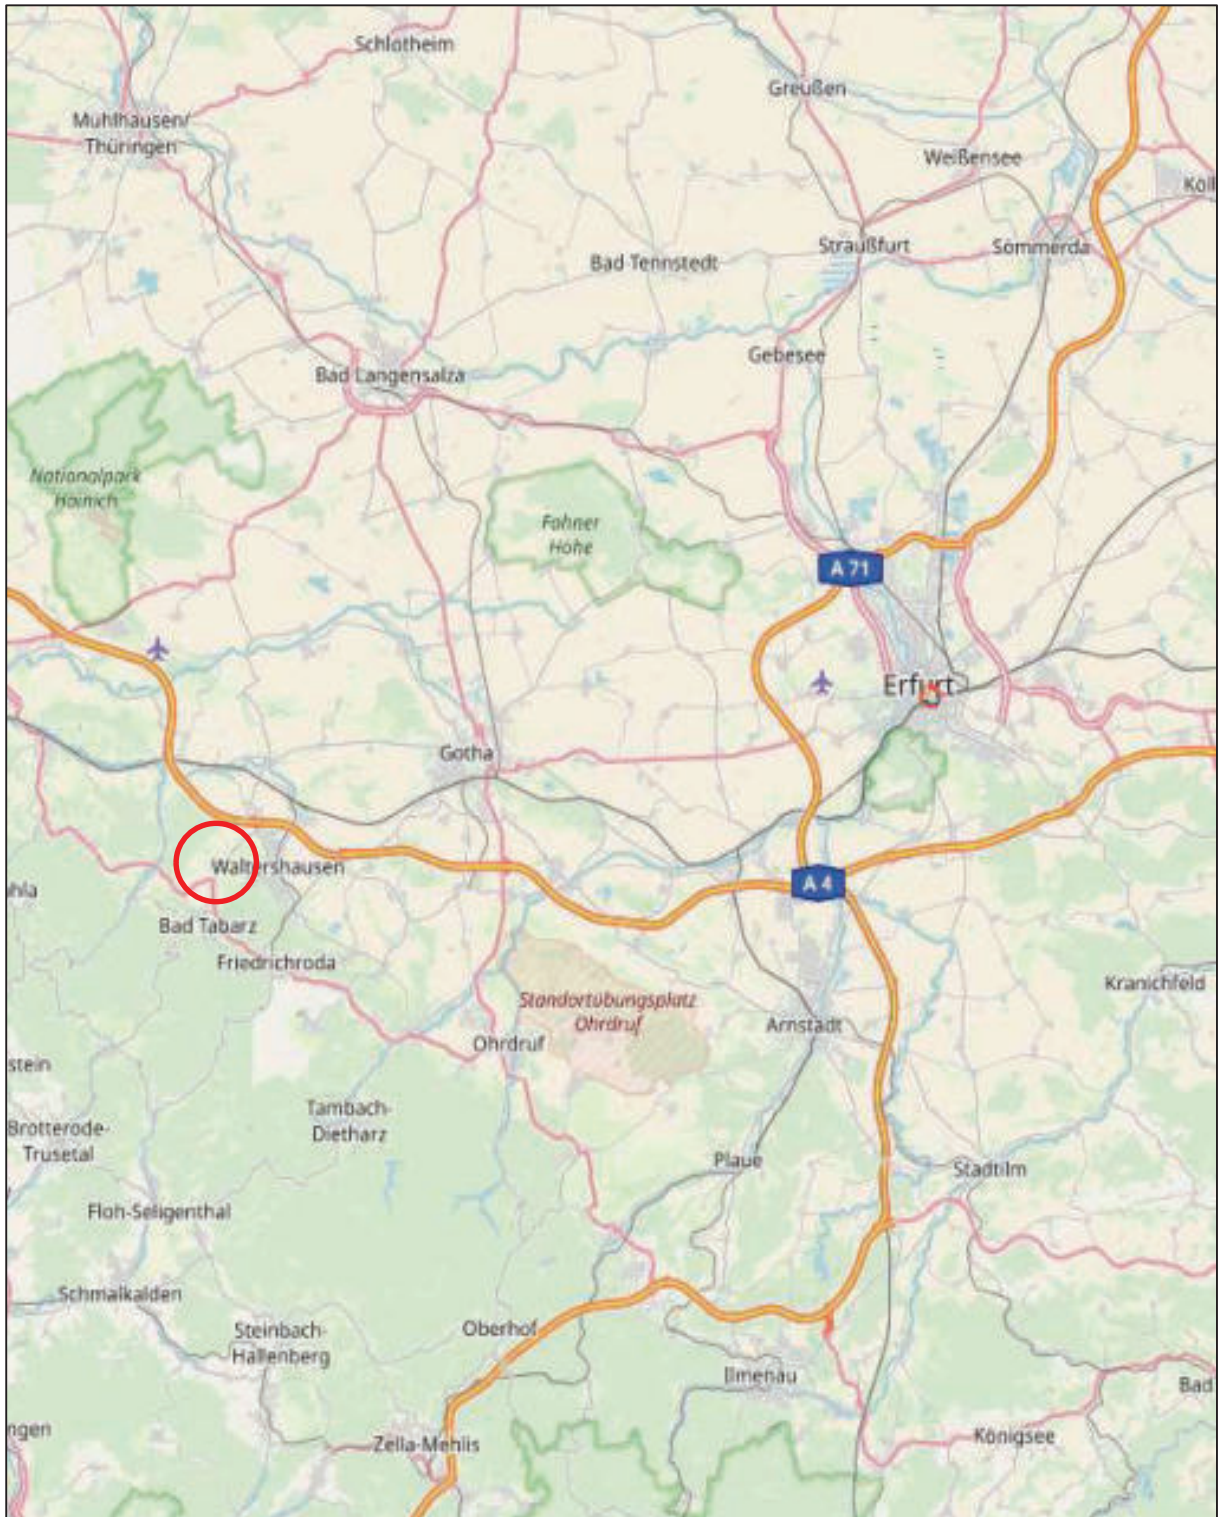 Schlotheim
Greußen
Mühlhausen/
Thüringen
Weißensee
Köll
Straußfurt
Sömmerda
Bad Tennstedt
Gebesee
Bad Langensalza
Nationalpark
Hainich
Fahner
Höhe
A 71
Erfurt
Gotha
Waltershausen
A 4
hla
Bad Tabarz
Friedrichroda
Kranichfeld
Standortübungsplatz
Ohrdruf
Arnstadt
Ohrdruf
stein
Tambach-
Dietharz
Brotterode-
Trusetal
Plaue
Stadtilm
Floh-Seligenthal
Schmalkalden
Steinbach-
Hallenberg
Oberhof
Ilmenau
Bad
ngen
Zella-Mehlis
Königsee